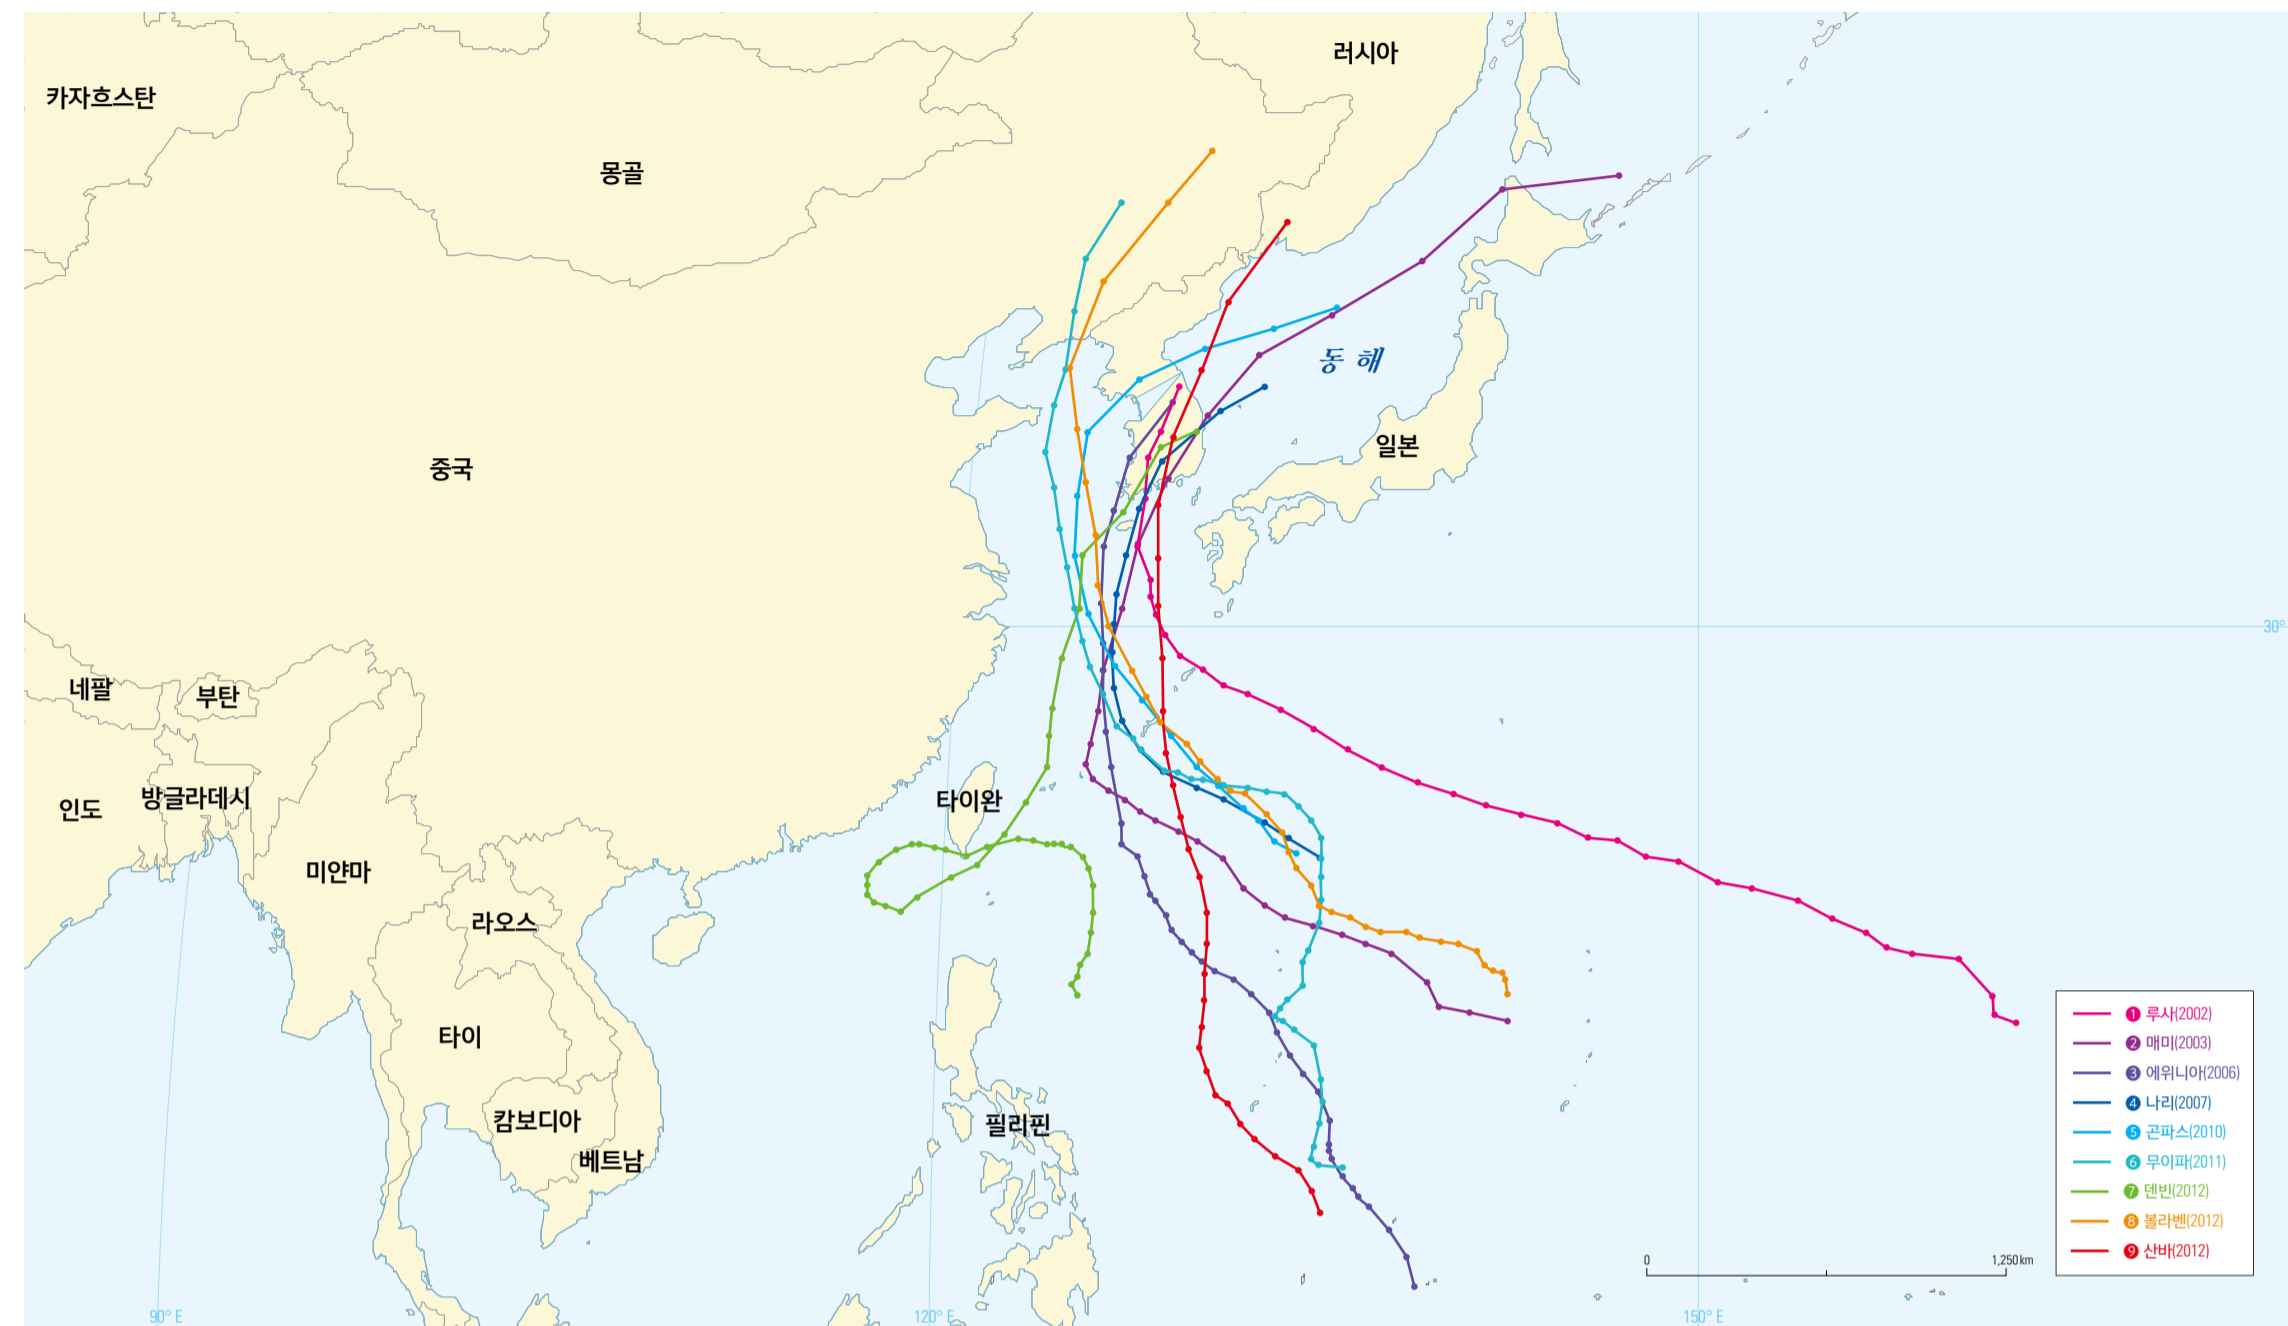 러시아
카자흐스탄
몽골
동 해
일본
중국
30°
네팔
부탄
인도
방글라데시
타이완
미얀마
라오스
타이
캄보디아
필리핀
베트남
❶ 루사(2002)
❷ 매미(2003)
❸ 에위니아(2006)
❹ 나리(2007)
❺ 곤파스(2010)
❻ 무이파(2011)
❼ 덴빈(2012)
❽ 볼라벤(2012)
❾ 산바(2012)
0 1,250km
90° E 120° E 150° E